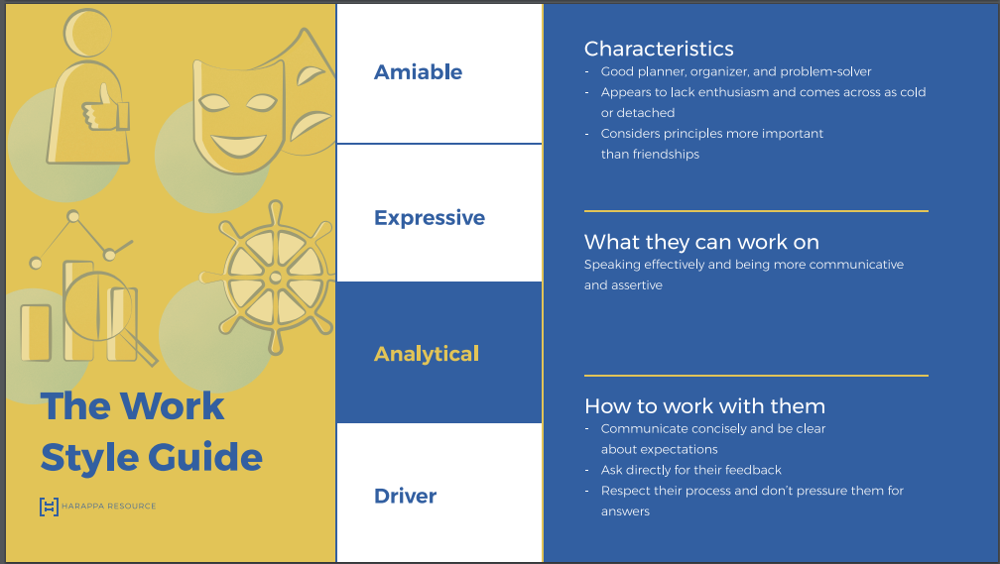 The Work
Style Guide
HARAPPA RESOURCE
Amiable
Expressive
Analytical
Driver
Characteristics
- Good planner, organizer, and problem-solver
- Appears to lack enthusiasm and comes across as cold
or detached
- Considers principles more important
than friendships
What they can work on
Speaking effectively and being more communicative
and assertive
How to work with them
- Communicate concisely and be clear
about expectations
- Ask directly for their feedback
- Respect their process and don't pressure them for
answers